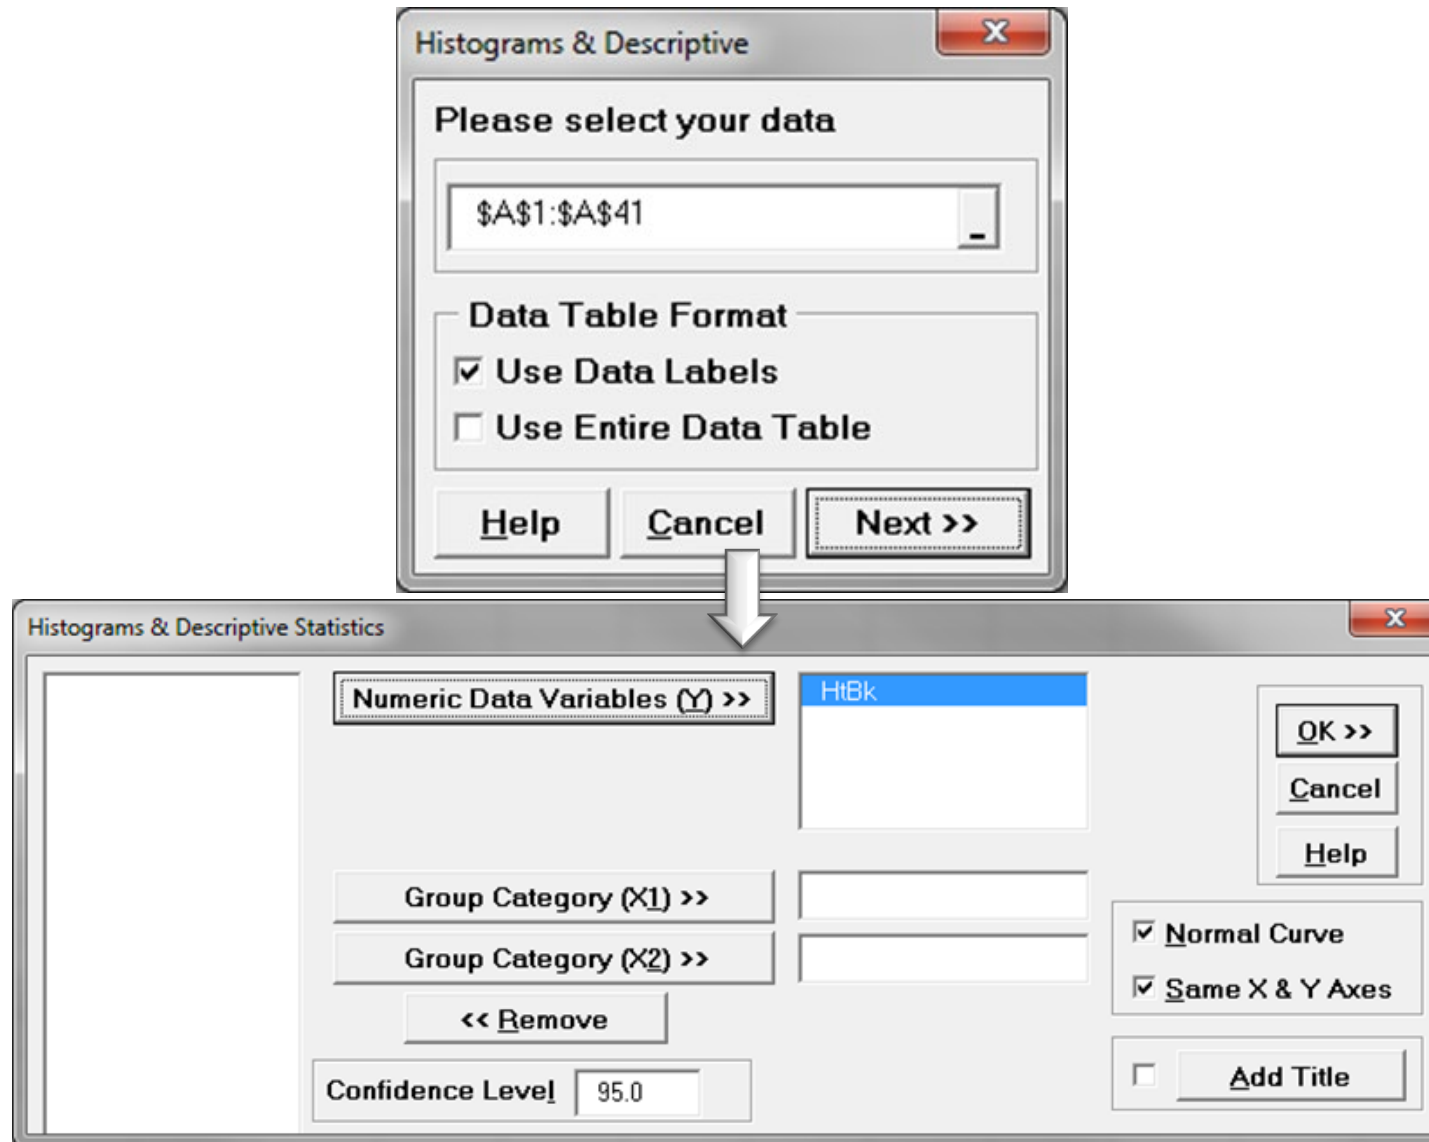 Histograms & Descriptive
Please select your data
$A$1:$A$41
Data Table Format
Use Data Labels
Use Entire Data Table
Help
Cancel
Next >>
Histograms & Descriptive Statistics
Numeric Data Variables (Y) >>
HtBk
OK >>
Cancel
Help
Group Category (X1) >>
Group Category (X2) >>
<< Remove
Normal Curve
Same X & Y Axes
Confidence Level 95.0
Add Title